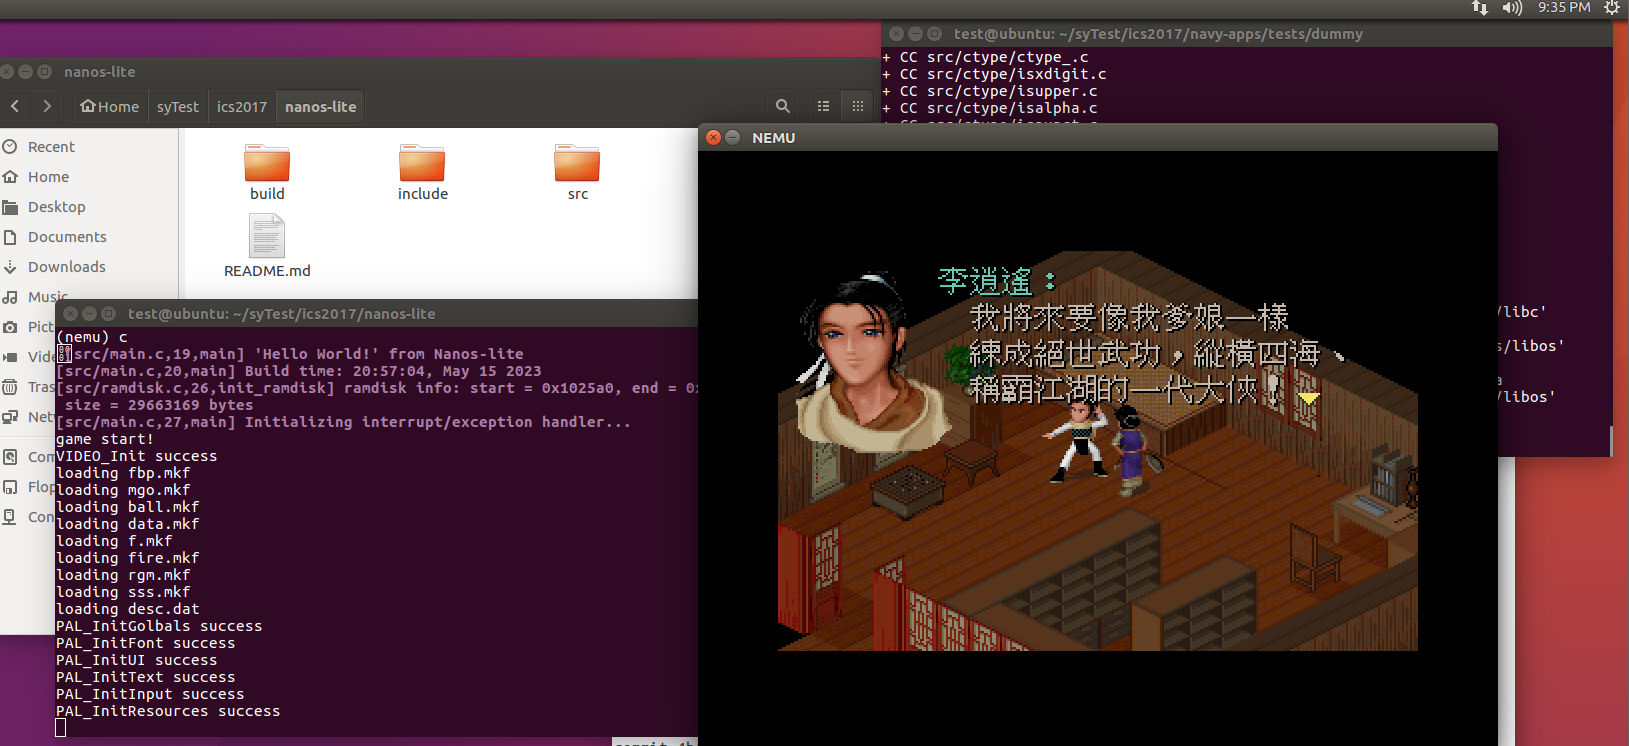 9:35 PM
nanos-lite
Home
syTest
ics2017
nanos-lite
Recent
Home
Desktop
Documents
Downloads
Music
build
include
src
README.md
test@ubuntu: ~/syTest/ics2017/navy-apps/tests/dummy
+ CC src/ctype/ctype_.c
+ CC src/ctype/isxdigit.c
+ CC src/ctype/isupper.c
+ CC src/ctype/isalpha.c
/libc'
s/libos'
/libos'
test@ubuntu: ~/syTest/ics2017/nanos-lite
(nemu) c
[src/main.c,19,main] 'Hello World!' from Nanos-lite
[src/main.c,20,main] Build time: 20:57:04, May 15 2023
[src/ramdisk.c,26,init_ramdisk] ramdisk info: start = 0x1025a0, end = 0
size = 29663169 bytes
[src/main.c,27,main] Initializing interrupt/exception handler...
game start!
VIDEO_Init success
loading fbp.mkf
loading mgo.mkf
loading ball.mkf
loading data.mkf
loading f.mkf
loading fire.mkf
loading rgm.mkf
loading sss.mkf
loading desc.dat
PAL_InitGolbals success
PAL_InitFont success
PAL_InitUI success
PAL_InitText success
PAL_InitInput success
PAL_InitResources success
NEMU
李逍遙：
我將來要像我爹娘一樣
練成絕世武功，縱橫四海、
稱霸江湖的一代大俠！